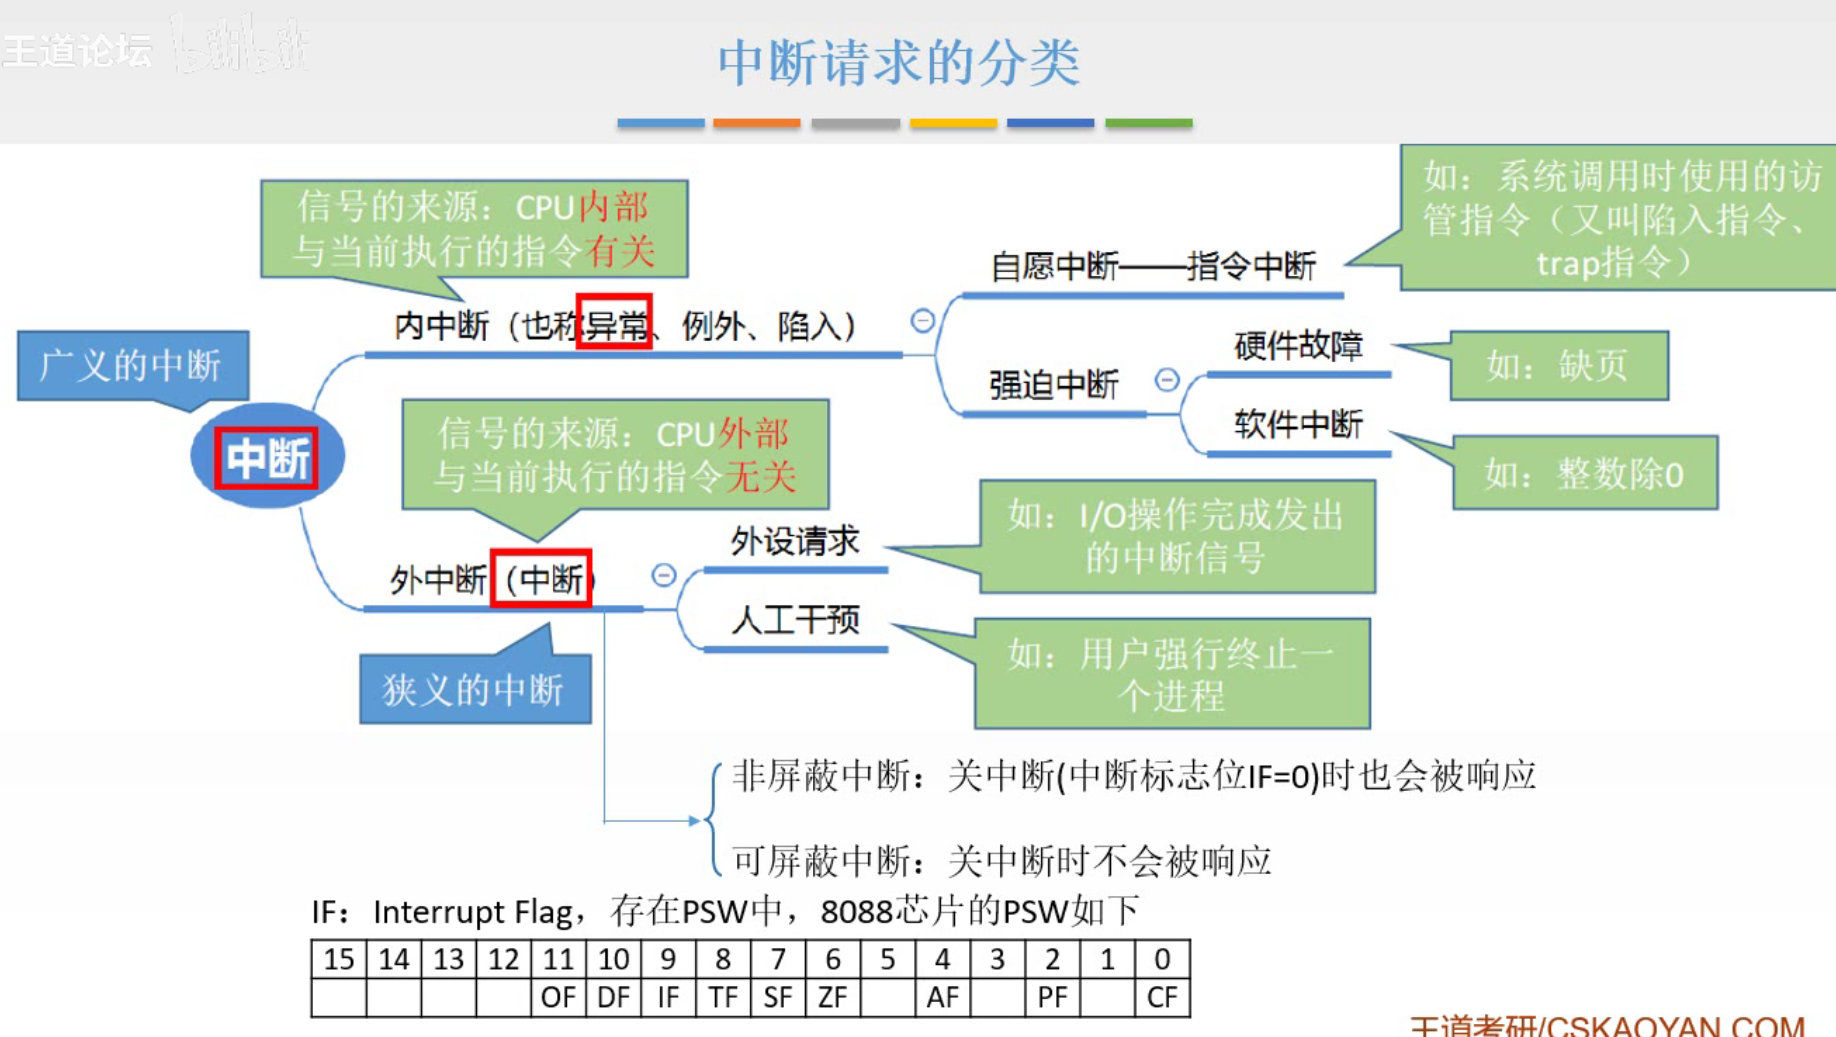 王道论坛 bilibili
中断请求的分类
如：系统调用时使用的访
管指令（又叫陷入指令、
trap指令）
信号的来源：CPU内部
与当前执行的指令有关
自愿中断——指令中断
内中断（也称异常、例外、陷入）
硬件故障
如：缺页
广义的中断
强迫中断
软件中断
如：整数除0
信号的来源：CPU外部
与当前执行的指令无关
中断
如：I/O操作完成发出
的中断信号
外设请求
外中断（中断）
人工干预
如：用户强行终止一
个进程
狭义的中断
非屏蔽中断：关中断(中断标志位IF=0)时也会被响应
可屏蔽中断：关中断时不会被响应
IF：Interrupt Flag，存在PSW中，8088芯片的PSW如下
15 14 13 12 11 10 9 8 7 6 5 4 3 2 1 0
OF DF IF TF SF ZF AF PF CF
王道考研/CSKAOYAN.COM